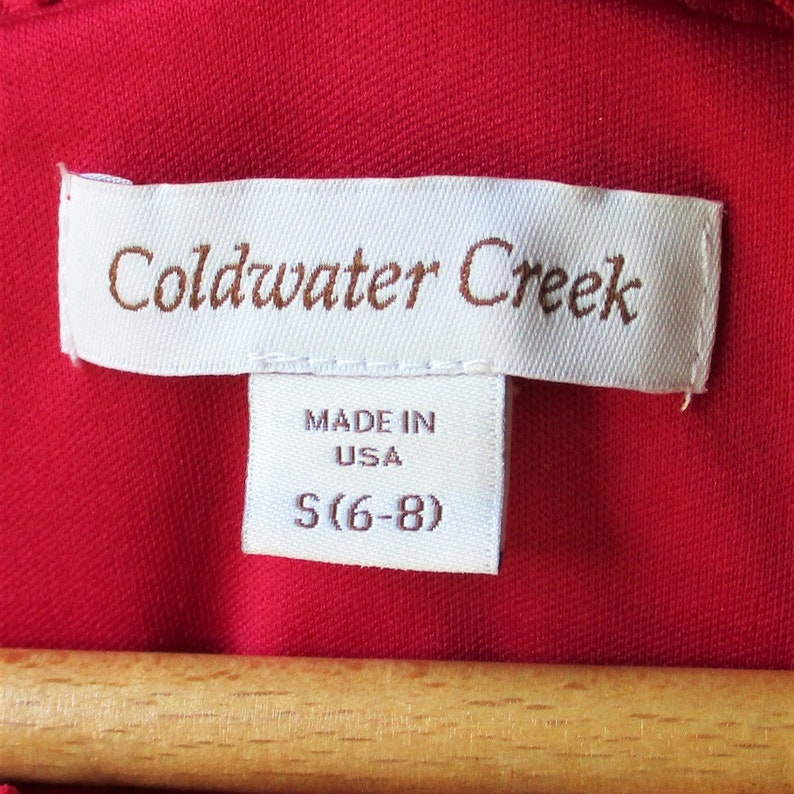 Coldwater Creek
MADE IN
USA
S (6-8)